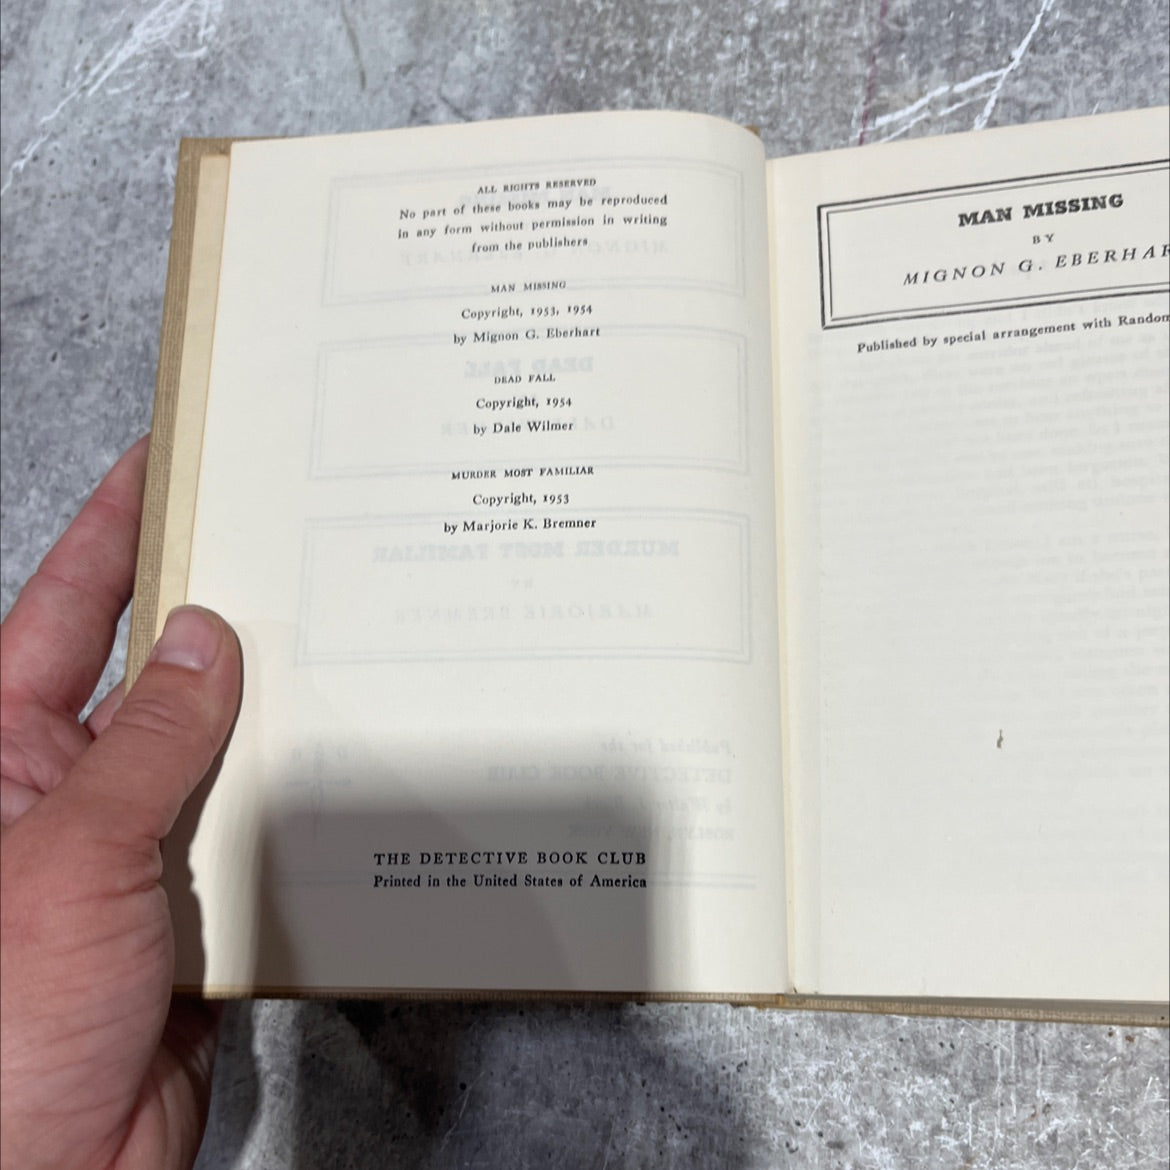 ALL RIGHTS RESERVED
No part of these books may be reproduced
in any form without permission in writing
from the publishers
MAN MISSING
Copyright, 1953, 1954
by Mignon G. Eberhart
DEAD FALL
Copyright, 1954
by Dale Wilmer
MURDER MOST FAMILIAR
Copyright, 1953
by Marjorie K. Bremner
THE DETECTIVE BOOK CLUB
Printed in the United States of America
MAN MISSING
BY
MIGNON G. EBERHAR
Published by special arrangement with Random